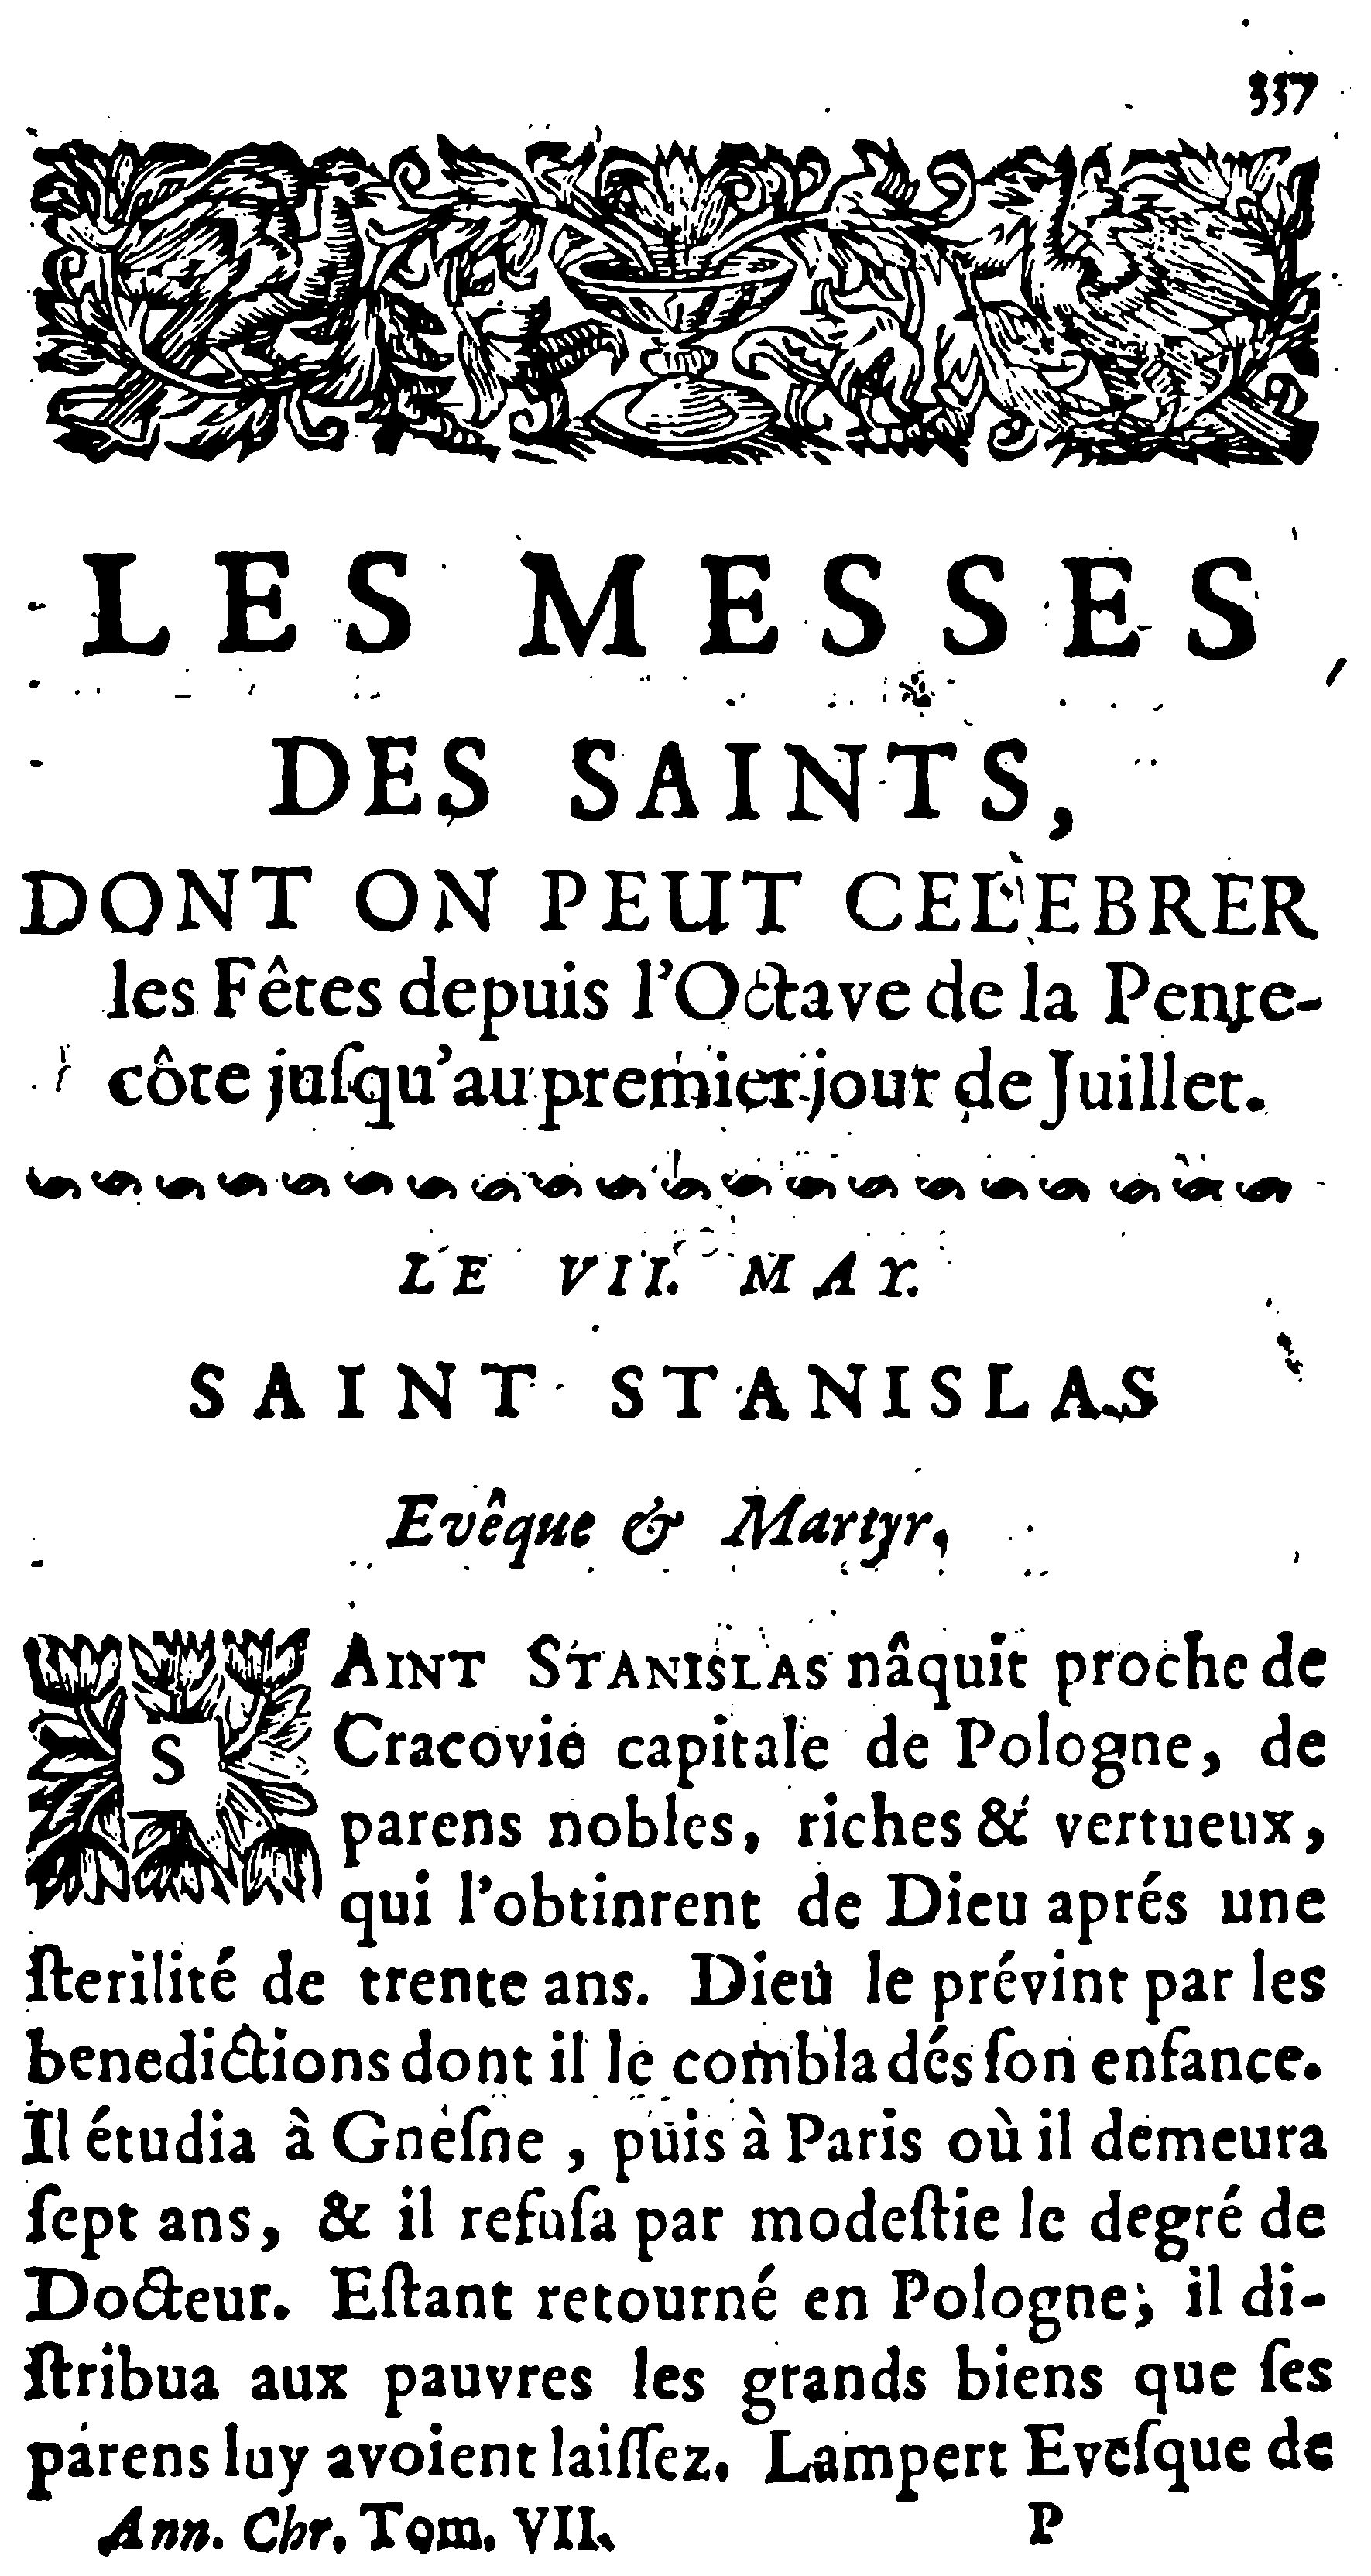 337
LES MESSES
DES SAINTS,
DONT ON PEUT CELEBRER
les Fêtes depuis l'Octave de la Pente-
côte juſqu'au premier jour de Juillet.
LE VII. MAY.
SAINT STANISLAS
Evêque & Martyr.
SAINT STANISLAS nâquit proche de
Cracovie capitale de Pologne, de
parens nobles, riches & vertueux,
qui l'obtinrent de Dieu aprés une
ſterilité de trente ans. Dieu le prévint par les
benedictions dont il le combla dés ſon enfance.
Il étudia à Gneſne, puis à Paris où il demeura
ſept ans, & il refuſa par modeſtie le degré de
Docteur. Eſtant retourné en Pologne, il di-
ſtribua aux pauvres les grands biens que ſes
parens luy avoient laiſſez. Lampert Eveſque de
Ann. Chr. Tom. VII. P